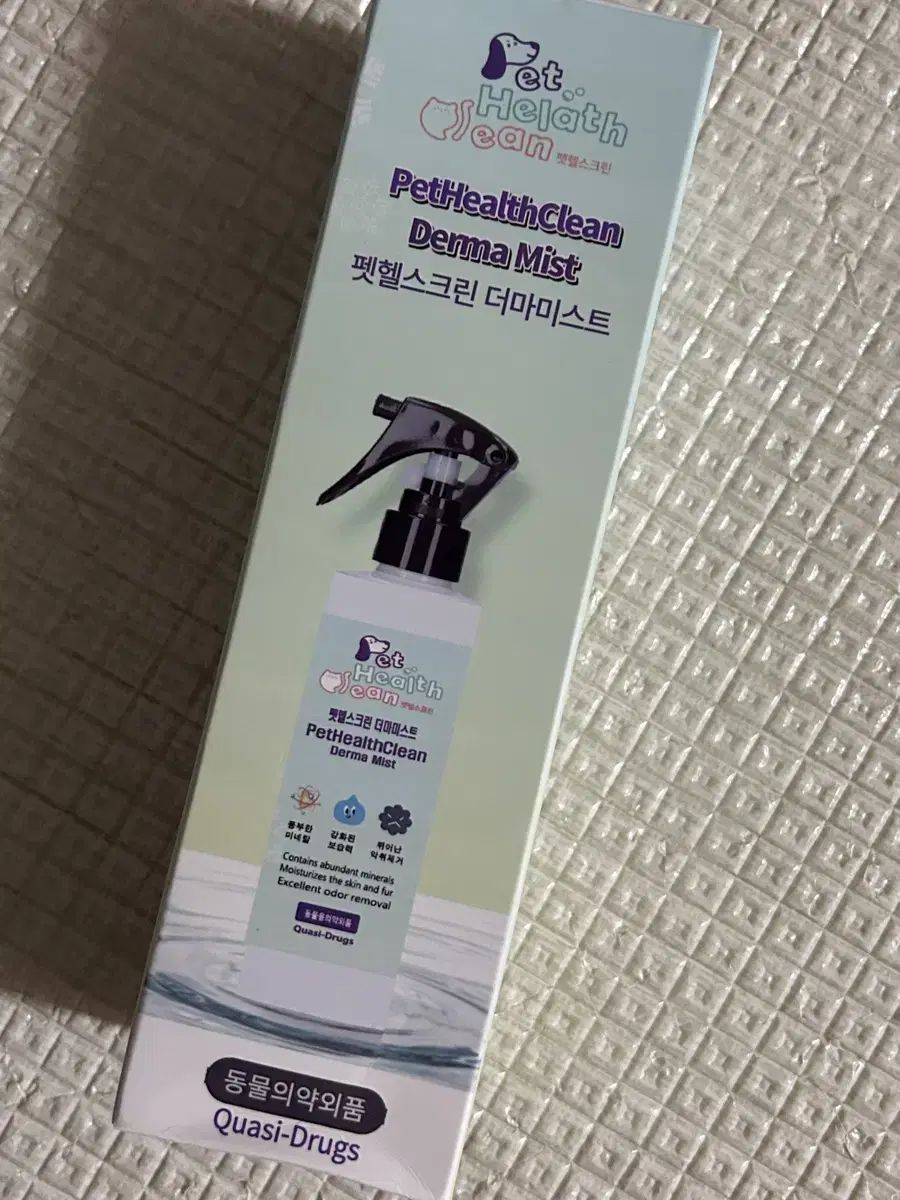 Pet
Helath
Clean 펫헬스크린
PetHealthClean
Derma Mist
펫헬스크린 더마미스트
Pet
Health
Clean 펫헬스크린
펫헬스크린 더마미스트
PetHealthClean
Derma Mist
풍부한
미네랄
강화된
보습력
뛰어난
악취제거
Contains abundant minerals
Moisturizes the skin and fur
Excellent odor removal
동물용의약외품
Quasi-Drugs
동물의약외품
Quasi-Drugs